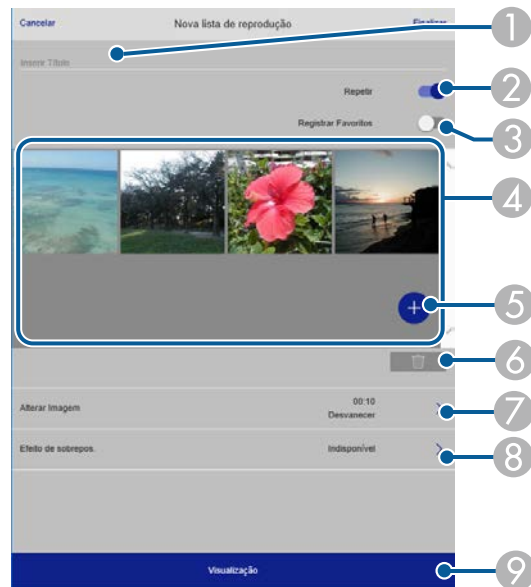 Cancelar Nova lista de reprodução Finalizar
1
Inserir Título
Repetir 2
Registrar Favoritos 3
4
+ 5
6
Alterar Imagem 00:10 7
Desvanecer
Efeito de sobrepos. Indisponível 8
Visualização 9